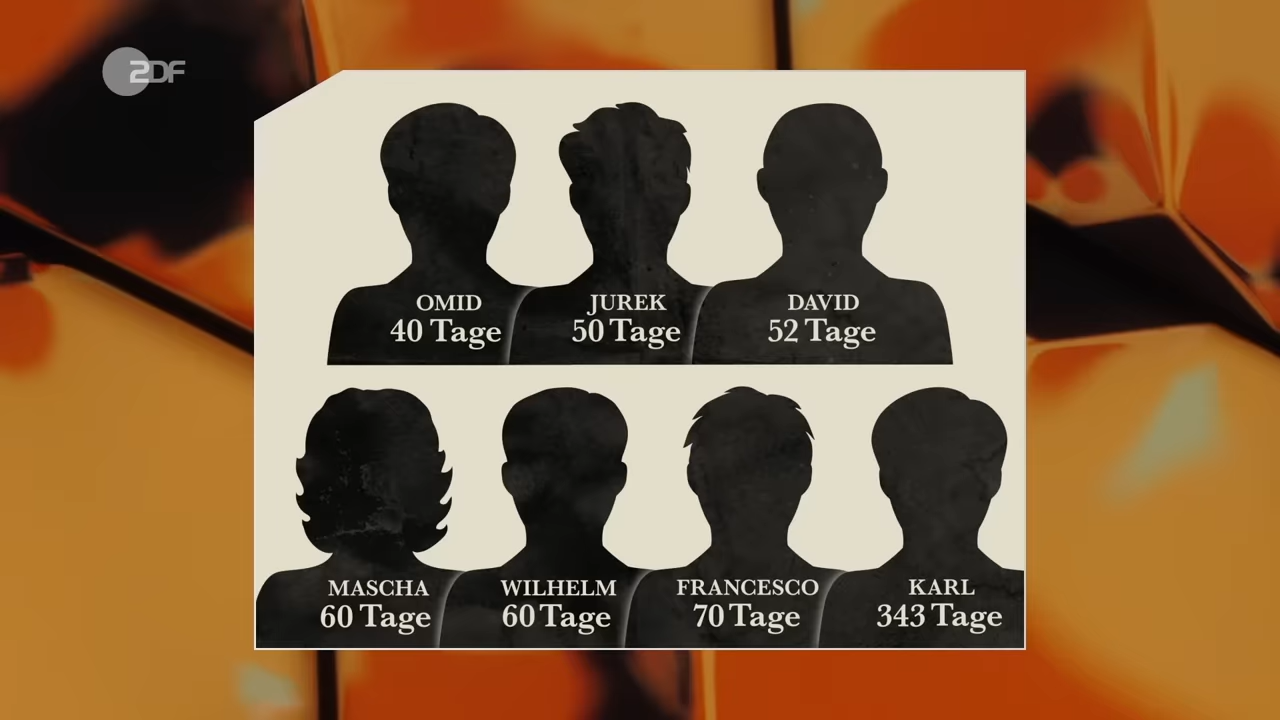 2DF
OMID
40 Tage
JUREK
50 Tage
DAVID
52 Tage
MASCHA
60 Tage
WILHELM
60 Tage
FRANCESCO
70 Tage
KARL
343 Tage